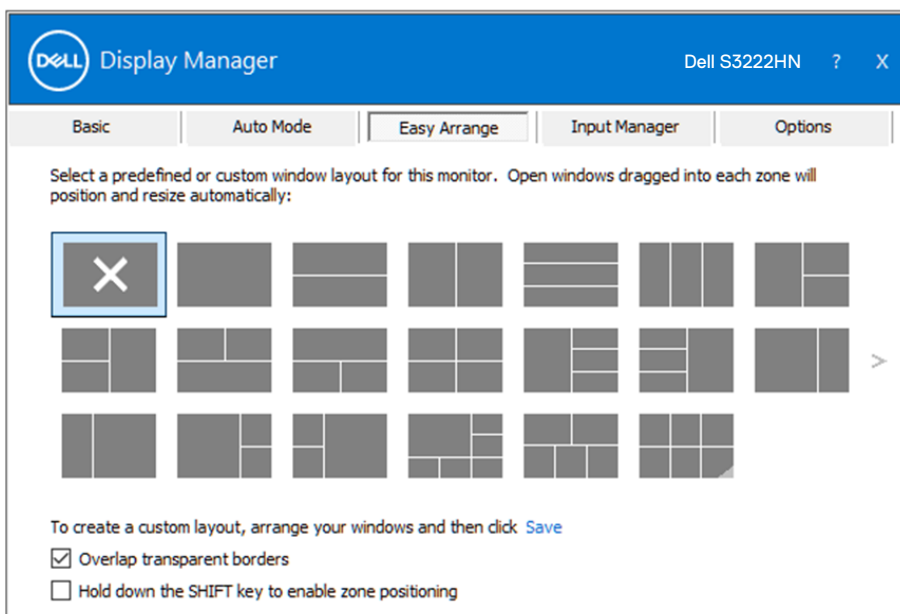 DELL Display Manager Dell S3222HN ? X
Basic Auto Mode Easy Arrange Input Manager Options
Select a predefined or custom window layout for this monitor. Open windows dragged into each zone will
position and resize automatically:
>
To create a custom layout, arrange your windows and then click Save
Overlap transparent borders
Hold down the SHIFT key to enable zone positioning